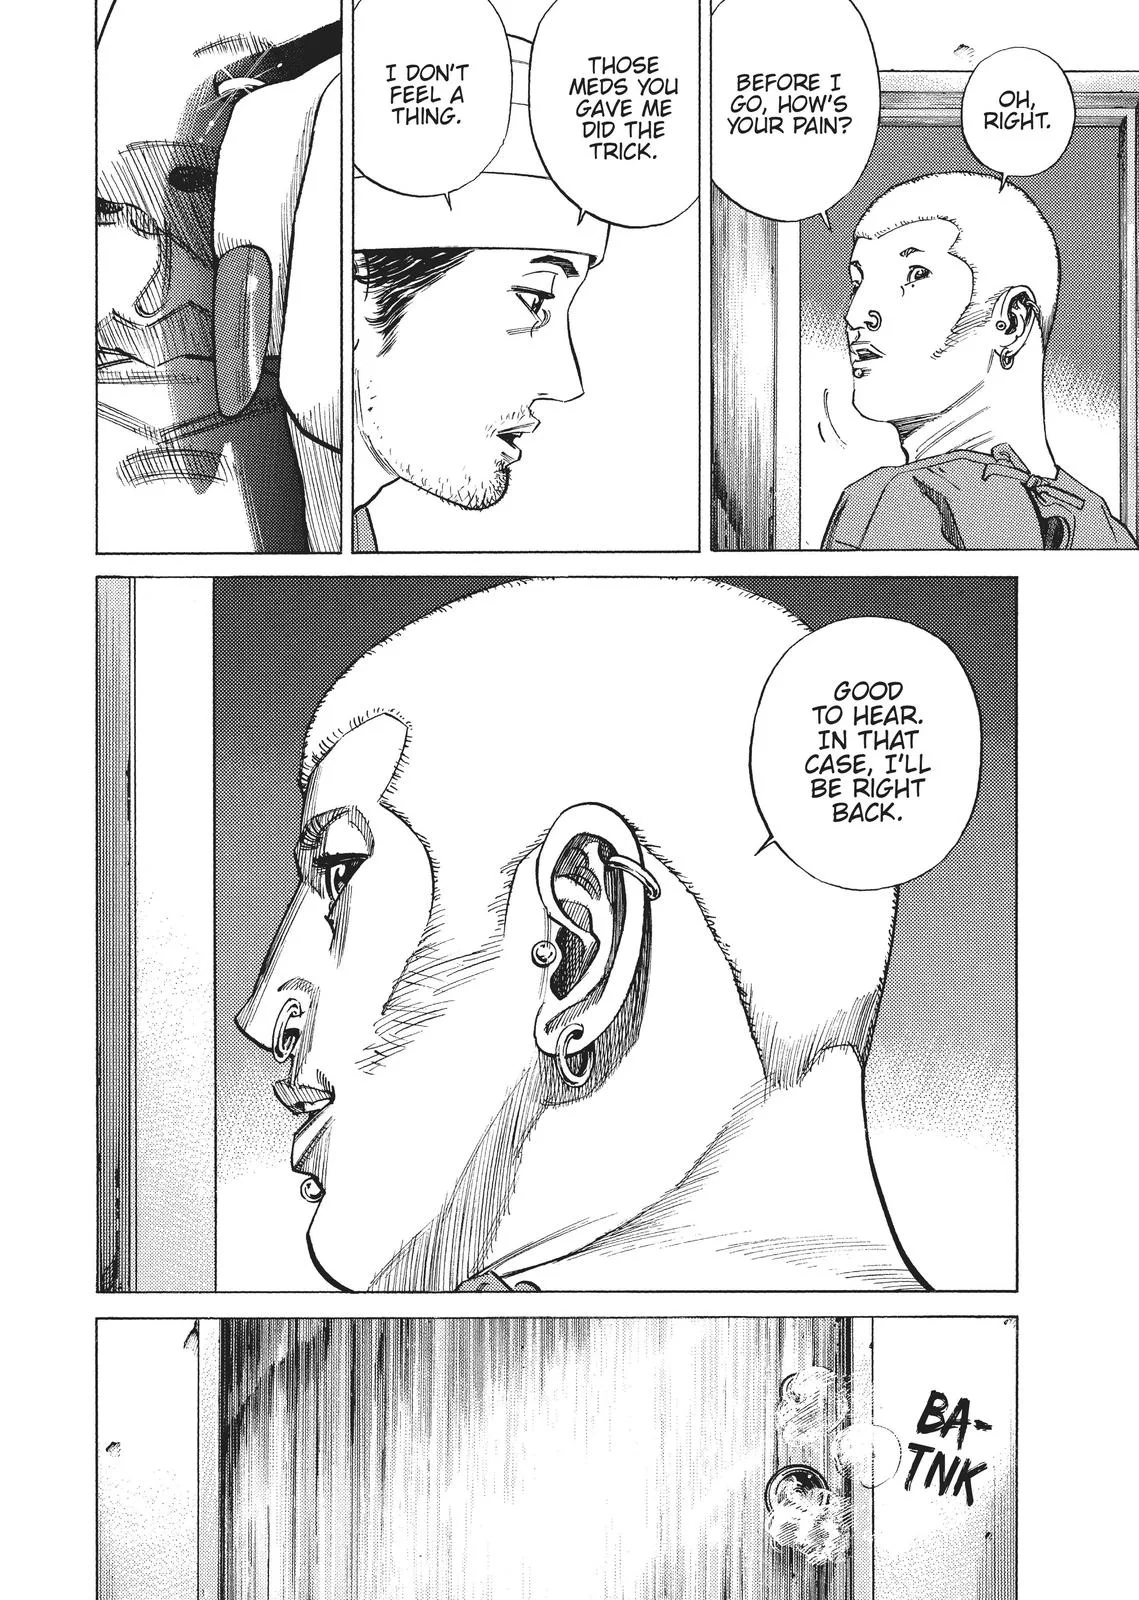 OH,
RIGHT.
BEFORE I
GO, HOW'S
YOUR PAIN?
THOSE
MEDS YOU
GAVE ME
DID THE
TRICK.
I DON'T
FEEL A
THING.
GOOD
TO HEAR.
IN THAT
CASE, I'LL
BE RIGHT
BACK.
BA-
TNK